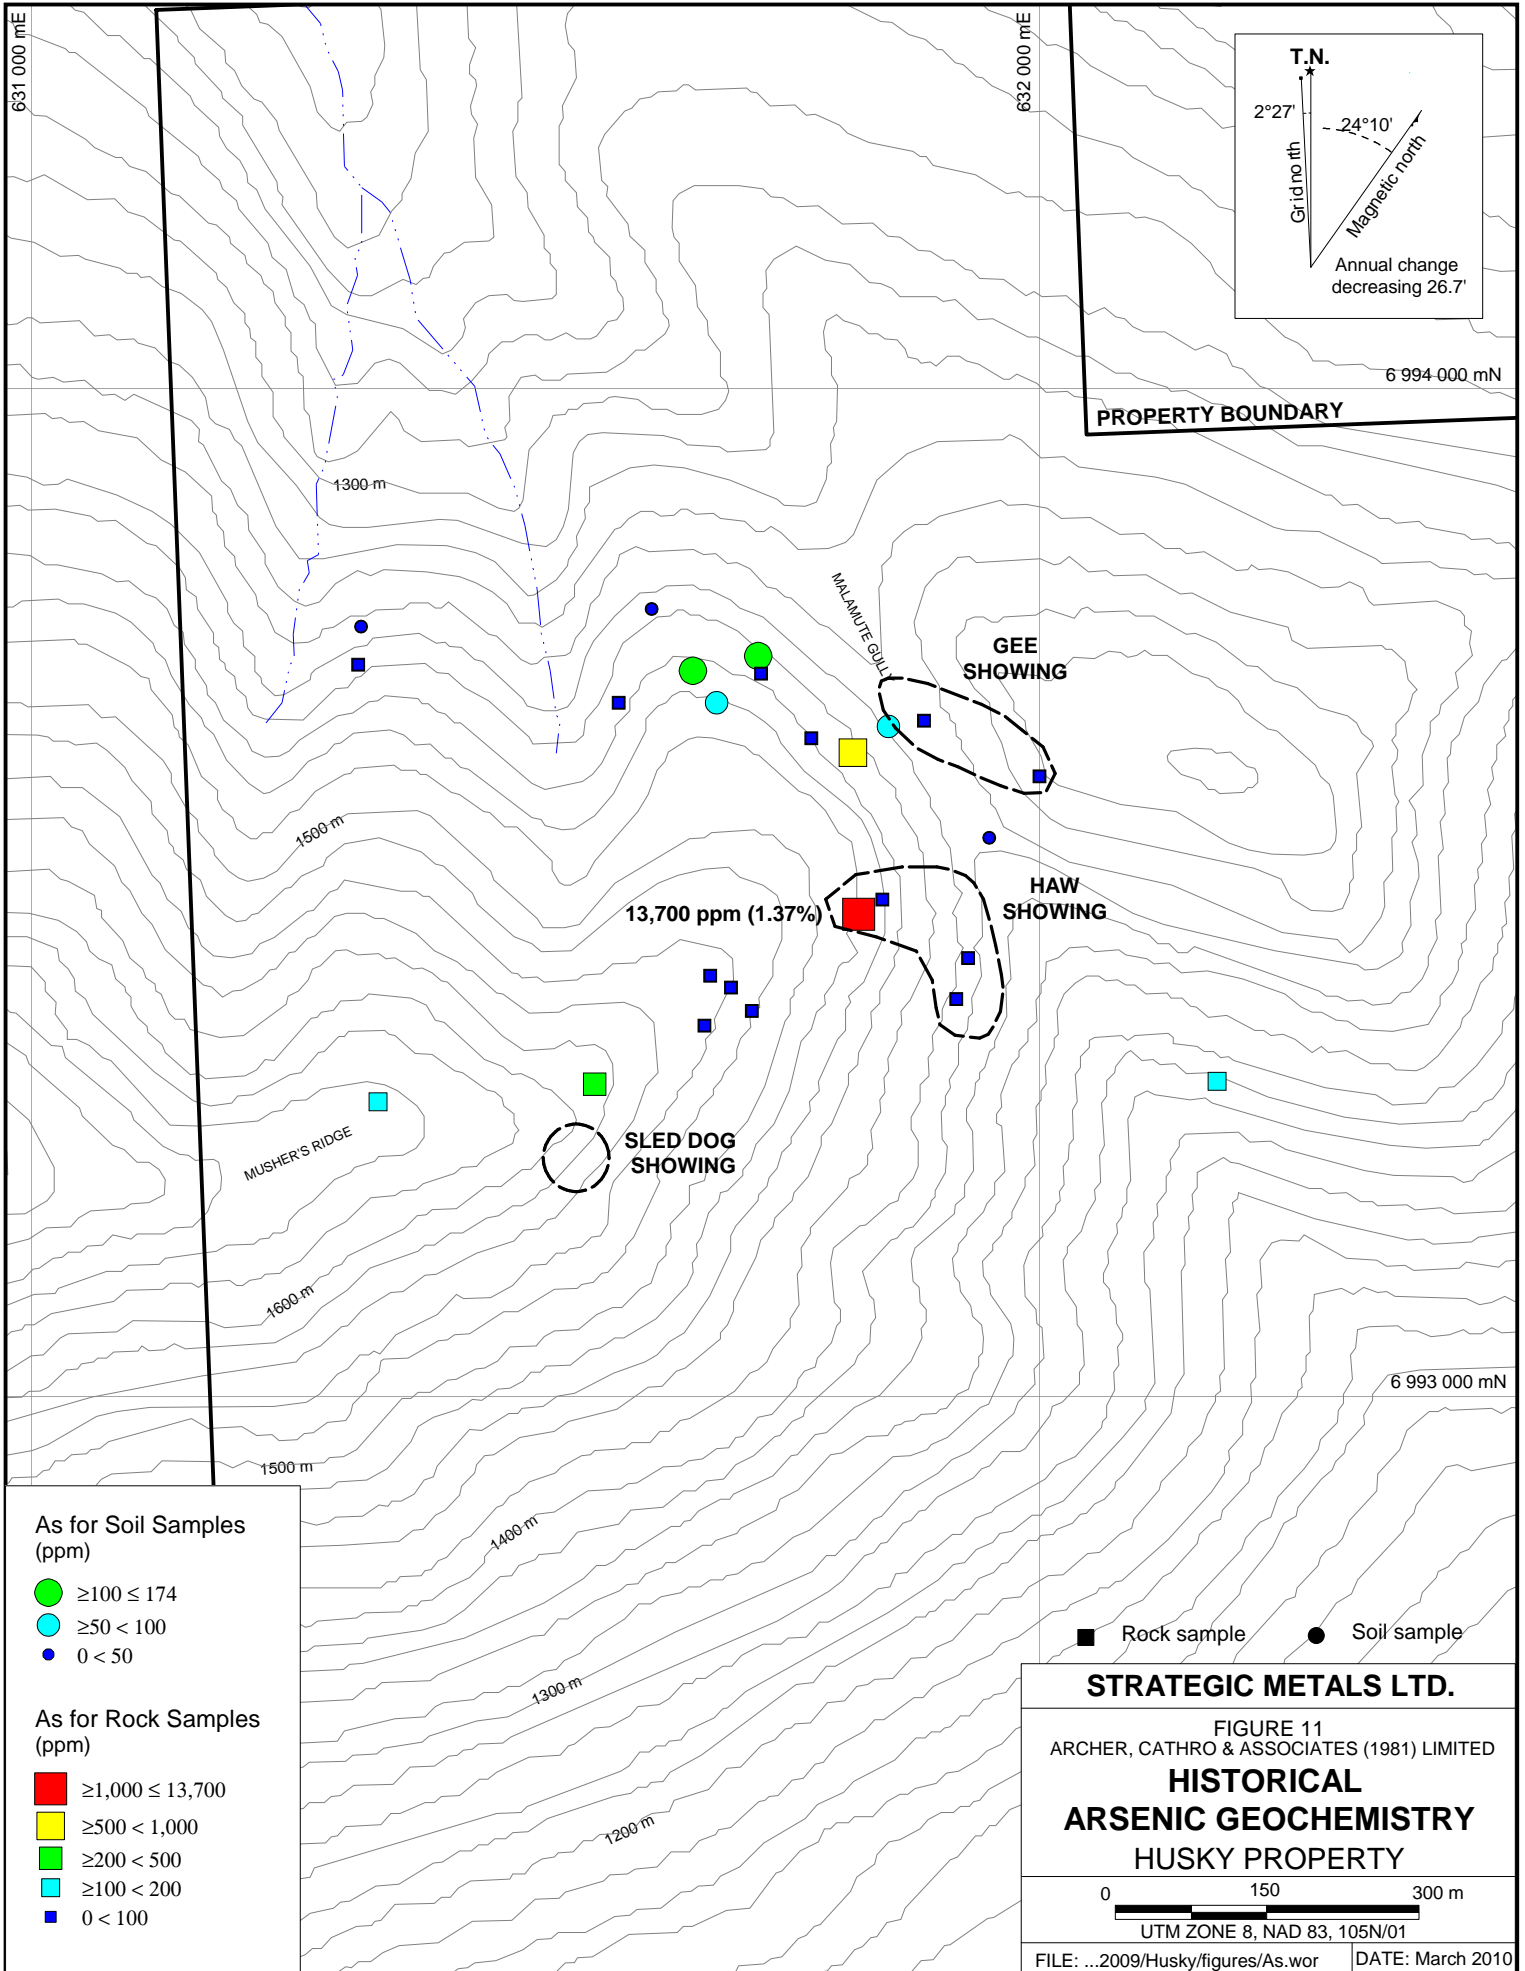 631 000 mE
632 000 mE
T.N.
2°27'
24°10'
Grid north
Magnetic north
Annual change
decreasing 26.7'
6 994 000 mN
PROPERTY BOUNDARY
1300 m
MALAMUTE GULLY
GEE
SHOWING
1500 m
HAW
SHOWING
13,700 ppm (1.37%)
MUSHER'S RIDGE
SLED DOG
SHOWING
1600 m
6 993 000 mN
1500 m
1400 m
1300 m
1200 m
As for Soil Samples
(ppm)
≥100 ≤ 174
≥50 < 100
0 < 50
As for Rock Samples
(ppm)
≥1,000 ≤ 13,700
≥500 < 1,000
≥200 < 500
≥100 < 200
0 < 100
Rock sample
Soil sample
STRATEGIC METALS LTD.
FIGURE 11
ARCHER, CATHRO & ASSOCIATES (1981) LIMITED
HISTORICAL
ARSENIC GEOCHEMISTRY
HUSKY PROPERTY
0 150 300 m
UTM ZONE 8, NAD 83, 105N/01
FILE: ...2009/Husky/figures/As.wor
DATE: March 2010